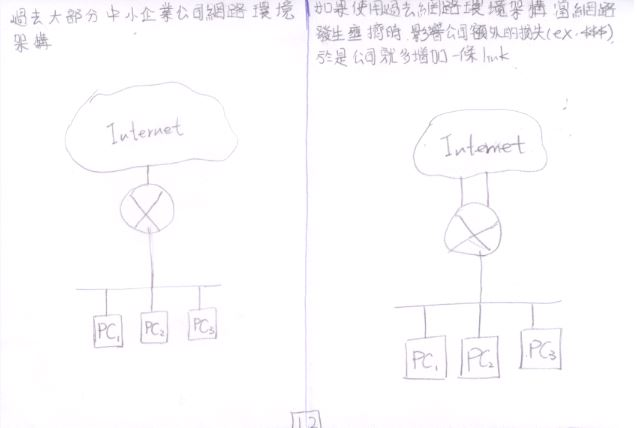 過去大部分中小企業公司網路環境
架構
Internet
PC1
PC2
PC3
如果使用過去網路環境架構當網路
發生壅擠時影響公司額外的損失(ex.$$$)
於是公司就多增加一條link
Internet
PC1
PC2
PC3
1 2